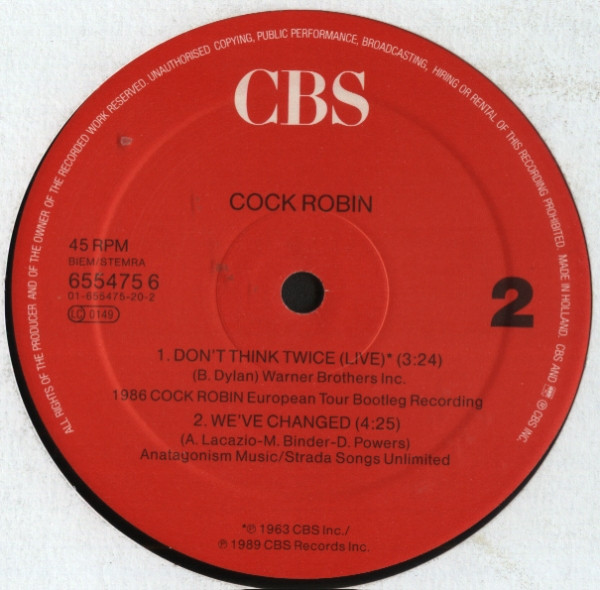 ALL RIGHTS OF THE PRODUCER AND OF THE OWNER OF THE RECORDED WORK RESERVED. UNAUTHORISED COPYING, PUBLIC PERFORMANCE, BROADCASTING, HIRING OR RENTAL OF THIS RECORDING PROHIBITED. MADE IN HOLLAND. CBS AND ℗ CBS INC.
CBS
COCK ROBIN
45 RPM
BIEM/STEMRA
655475 6
01-655475-20-2
LC 0149
2
1. DON'T THINK TWICE (LIVE)* (3:24)
(B. Dylan) Warner Brothers Inc.
1986 COCK ROBIN European Tour Bootleg Recording
2. WE'VE CHANGED (4:25)
(A. Lacazio-M. Binder-D. Powers)
Anatagonism Music/Strada Songs Unlimited
*℗ 1963 CBS Inc./
℗ 1989 CBS Records Inc.